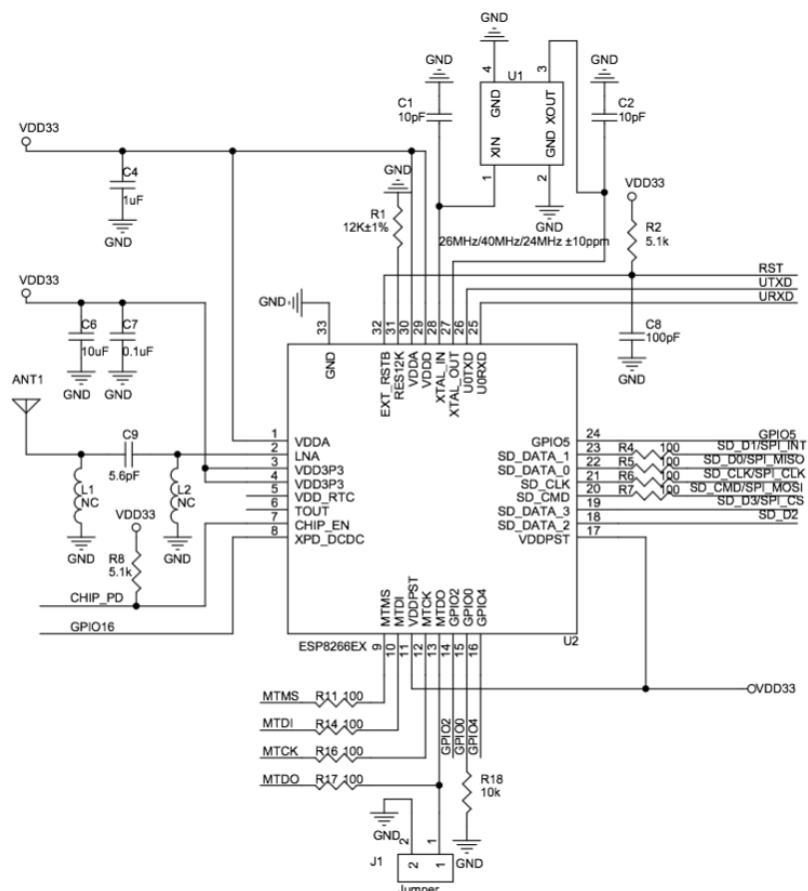 GND
GND
4
3
GND
U1
GND
C1
10pF
GND
XOUT
C2
10pF
XIN
GND
1
2
GND
VDD33
C4
1uF
GND
GND
R1
12K±1%
26MHz/40MHz/24MHz ±10ppm
VDD33
R2
5.1k
RST
UTXD
URXD
VDD33
C6
10uF
GND
C7
0.1uF
GND
GND
33
32
31
30
29
28
27
26
25
C8
100pF
GND
GND
EXT_RSTB
RES12K
VDDA
VDDD
XTAL_IN
XTAL_OUT
U0TXD
U0RXD
ANT1
C9
5.6pF
L1
NC
GND
L2
NC
GND
1 VDDA
2 LNA
3 VDD3P3
4 VDD3P3
5 VDD_RTC
6 TOUT
7 CHIP_EN
8 XPD_DCDC
GPIO5 24 GPIO5
SD_DATA_1 23 R4 100 SD_D1/SPI_INT
SD_DATA_0 22 R5 100 SD_D0/SPI_MISO
SD_CLK 21 R6 100 SD_CLK/SPI_CLK
SD_CMD 20 R7 100 SD_CMD/SPI_MOSI
SD_DATA_3 19 SD_D3/SPI_CS
SD_DATA_2 18 SD_D2
VDDPST 17
VDD33
R8
5.1k
CHIP_PD
GPIO16
MTMS
MTDI
VDDPST
MTCK
MTDO
GPIO2
GPIO0
GPIO4
ESP8266EX
U2
9
10
11
12
13
14
15
16
VDD33
MTMS R11 100
MTDI R14 100
MTCK R16 100
MTDO R17 100
GPIO2
GPIO0
GPIO4
R18
10k
GND
GND
2
1
J1
2
1
Jumper